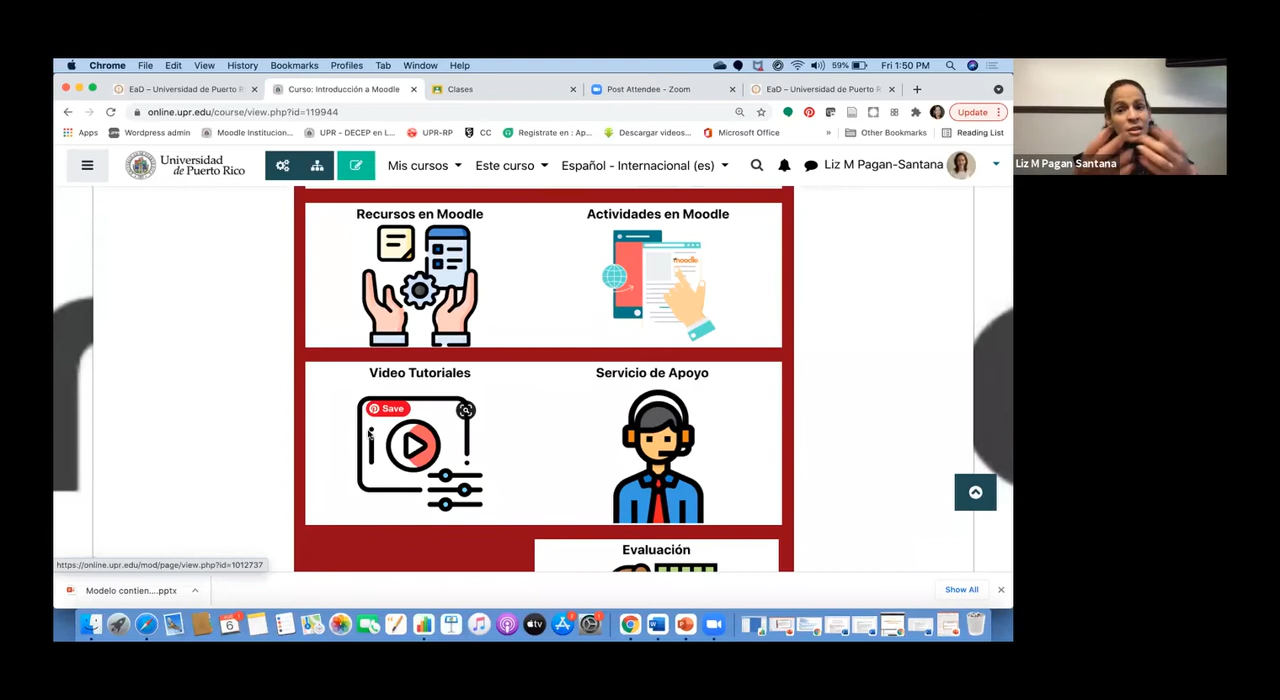 Chrome File Edit View History Bookmarks Profiles Tab Window Help 59% Fri 1:50 PM
EaD – Universidad de Puerto R Curso: Introducción a Moodle Clases Post Attendee - Zoom EaD – Universidad de Puerto R
online.upr.edu/course/view.php?id=119944 Update
Apps Wordpress admin Moodle Institucion... UPR - DECEP en L... UPR-RP CC Registrate en : Ap... Descargar videos... Microsoft Office » Other Bookmarks Reading List
Universidad
de Puerto Rico
Mis cursos Este curso Español - Internacional (es) Liz M Pagan-Santana
Liz M Pagan Santana
Recursos en Moodle Actividades en Moodle
moodle
Video Tutoriales Servicio de Apoyo
Save
Evaluación
https://online.upr.edu/mod/page/view.php?id=1012737
Modelo contien....pptx Show All
6 tv